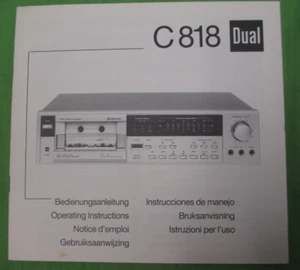 C 818 Dual
Bedienungsanleitung
Operating Instructions
Notice d'emploi
Gebruiksaanwijzing
Instrucciones de manejo
Bruksanvisning
Istruzioni per l'uso